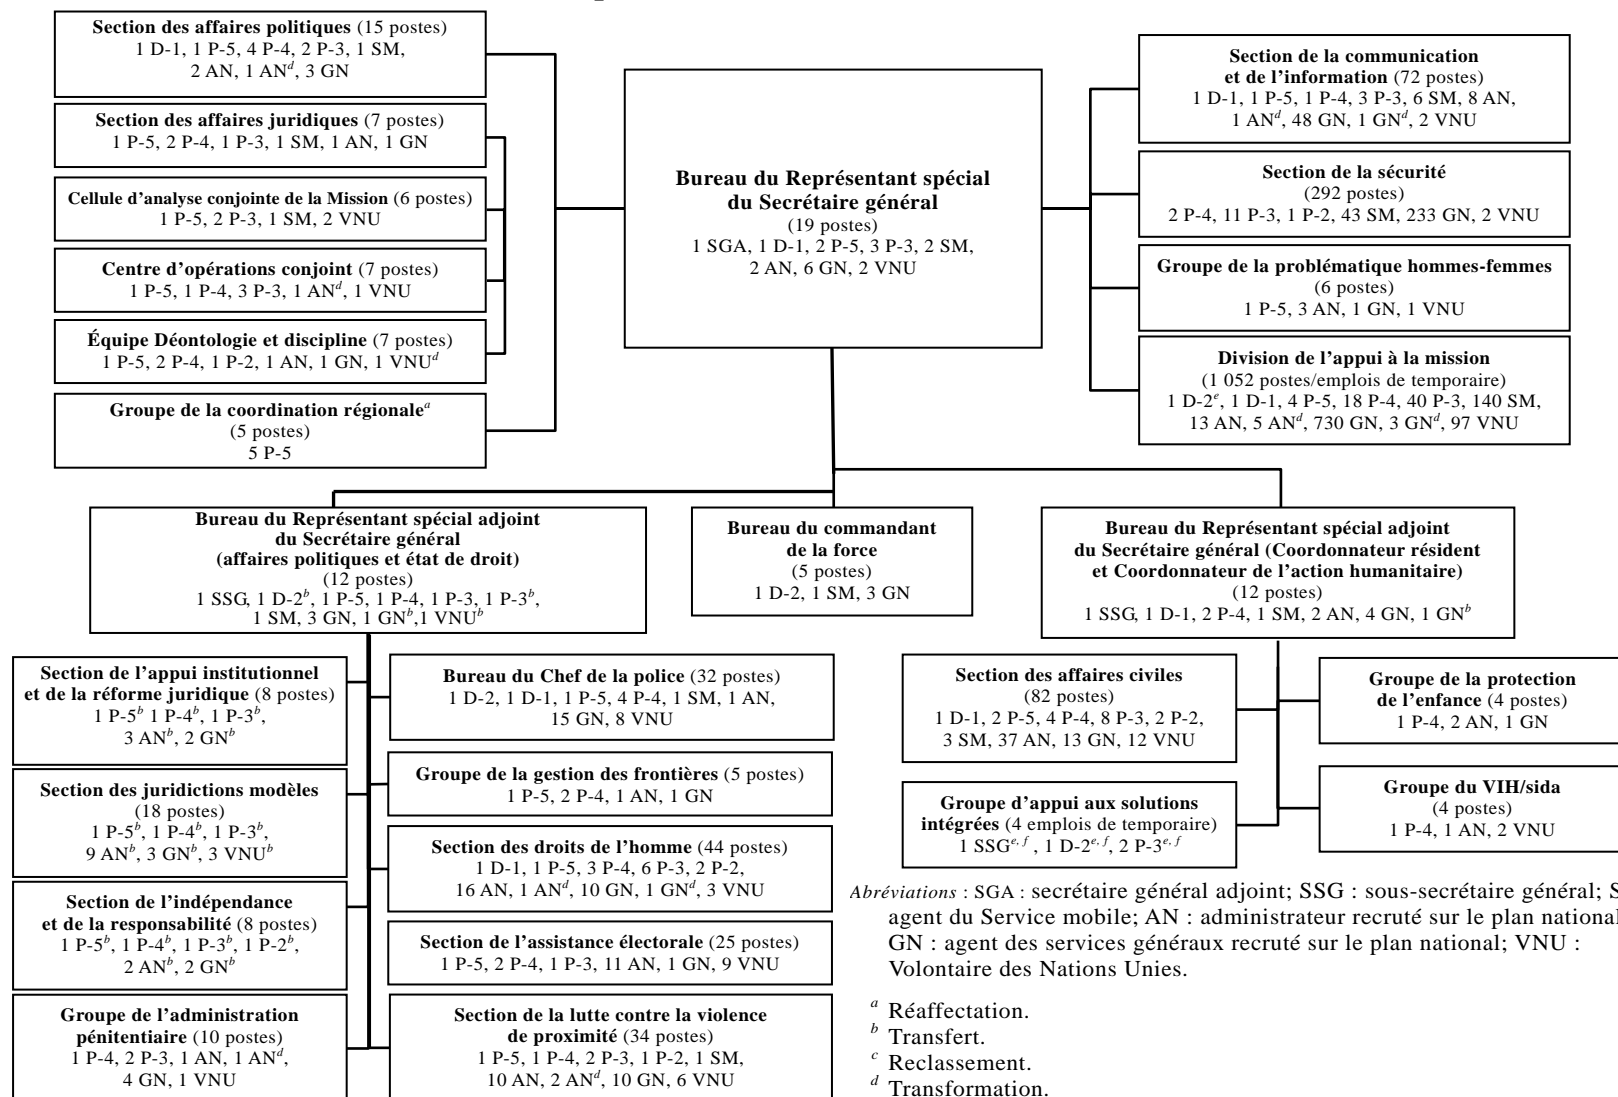 Section des affaires politiques (15 postes)
1 D-1, 1 P-5, 4 P-4, 2 P-3, 1 SM,
2 AN, 1 ANᵈ, 3 GN
Section des affaires juridiques (7 postes)
1 P-5, 2 P-4, 1 P-3, 1 SM, 1 AN, 1 GN
Cellule d'analyse conjointe de la Mission (6 postes)
1 P-5, 2 P-3, 1 SM, 2 VNU
Centre d'opérations conjoint (7 postes)
1 P-5, 1 P-4, 3 P-3, 1 ANᵈ, 1 VNU
Équipe Déontologie et discipline (7 postes)
1 P-5, 2 P-4, 1 P-2, 1 AN, 1 GN, 1 VNUᵈ
Groupe de la coordination régionaleᵃ
(5 postes)
5 P-5
Bureau du Représentant spécial
du Secrétaire général
(19 postes)
1 SGA, 1 D-1, 2 P-5, 3 P-3, 2 SM,
2 AN, 6 GN, 2 VNU
Section de la communication
et de l'information (72 postes)
1 D-1, 1 P-5, 1 P-4, 3 P-3, 6 SM, 8 AN,
1 ANᵈ, 48 GN, 1 GNᵈ, 2 VNU
Section de la sécurité
(292 postes)
2 P-4, 11 P-3, 1 P-2, 43 SM, 233 GN, 2 VNU
Groupe de la problématique hommes-femmes
(6 postes)
1 P-5, 3 AN, 1 GN, 1 VNU
Division de l'appui à la mission
(1 052 postes/emplois de temporaire)
1 D-2ᵉ, 1 D-1, 4 P-5, 18 P-4, 40 P-3, 140 SM,
13 AN, 5 ANᵈ, 730 GN, 3 GNᵈ, 97 VNU
Bureau du Représentant spécial adjoint
du Secrétaire général
(affaires politiques et état de droit)
(12 postes)
1 SSG, 1 D-2ᵇ, 1 P-5, 1 P-4, 1 P-3, 1 P-3ᵇ,
1 SM, 3 GN, 1 GNᵇ,1 VNUᵇ
Bureau du commandant
de la force
(5 postes)
1 D-2, 1 SM, 3 GN
Bureau du Représentant spécial adjoint
du Secrétaire général (Coordonnateur résident
et Coordonnateur de l'action humanitaire)
(12 postes)
1 SSG, 1 D-1, 2 P-4, 1 SM, 2 AN, 4 GN, 1 GNᵇ
Section de l'appui institutionnel
et de la réforme juridique (8 postes)
1 P-5ᵇ 1 P-4ᵇ, 1 P-3ᵇ,
3 ANᵇ, 2 GNᵇ
Section des juridictions modèles
(18 postes)
1 P-5ᵇ, 1 P-4ᵇ, 1 P-3ᵇ,
9 ANᵇ, 3 GNᵇ, 3 VNUᵇ
Section de l'indépendance
et de la responsabilité (8 postes)
1 P-5ᵇ, 1 P-4ᵇ, 1 P-3ᵇ, 1 P-2ᵇ,
2 ANᵇ, 2 GNᵇ
Groupe de l'administration
pénitentiaire (10 postes)
1 P-4, 2 P-3, 1 AN, 1 ANᵈ,
4 GN, 1 VNU
Bureau du Chef de la police (32 postes)
1 D-2, 1 D-1, 1 P-5, 4 P-4, 1 SM, 1 AN,
15 GN, 8 VNU
Groupe de la gestion des frontières (5 postes)
1 P-5, 2 P-4, 1 AN, 1 GN
Section des droits de l'homme (44 postes)
1 D-1, 1 P-5, 3 P-4, 6 P-3, 2 P-2,
16 AN, 1 ANᵈ, 10 GN, 1 GNᵈ, 3 VNU
Section de l'assistance électorale (25 postes)
1 P-5, 2 P-4, 1 P-3, 11 AN, 1 GN, 9 VNU
Section de la lutte contre la violence
de proximité (34 postes)
1 P-5, 1 P-4, 2 P-3, 1 P-2, 1 SM,
10 AN, 2 ANᵈ, 10 GN, 6 VNU
Section des affaires civiles
(82 postes)
1 D-1, 2 P-5, 4 P-4, 8 P-3, 2 P-2,
3 SM, 37 AN, 13 GN, 12 VNU
Groupe de la protection
de l'enfance (4 postes)
1 P-4, 2 AN, 1 GN
Groupe d'appui aux solutions
intégrées (4 emplois de temporaire)
1 SSGᵉ,ᶠ, 1 D-2ᵉ,ᶠ, 2 P-3ᵉ,ᶠ
Groupe du VIH/sida
(4 postes)
1 P-4, 1 AN, 2 VNU
Abréviations : SGA : secrétaire général adjoint; SSG : sous-secrétaire général;
agent du Service mobile; AN : administrateur recruté sur le plan national
GN : agent des services généraux recruté sur le plan national; VNU :
Volontaire des Nations Unies.
ᵃ Réaffectation.
ᵇ Transfert.
ᶜ Reclassement.
ᵈ Transformation.